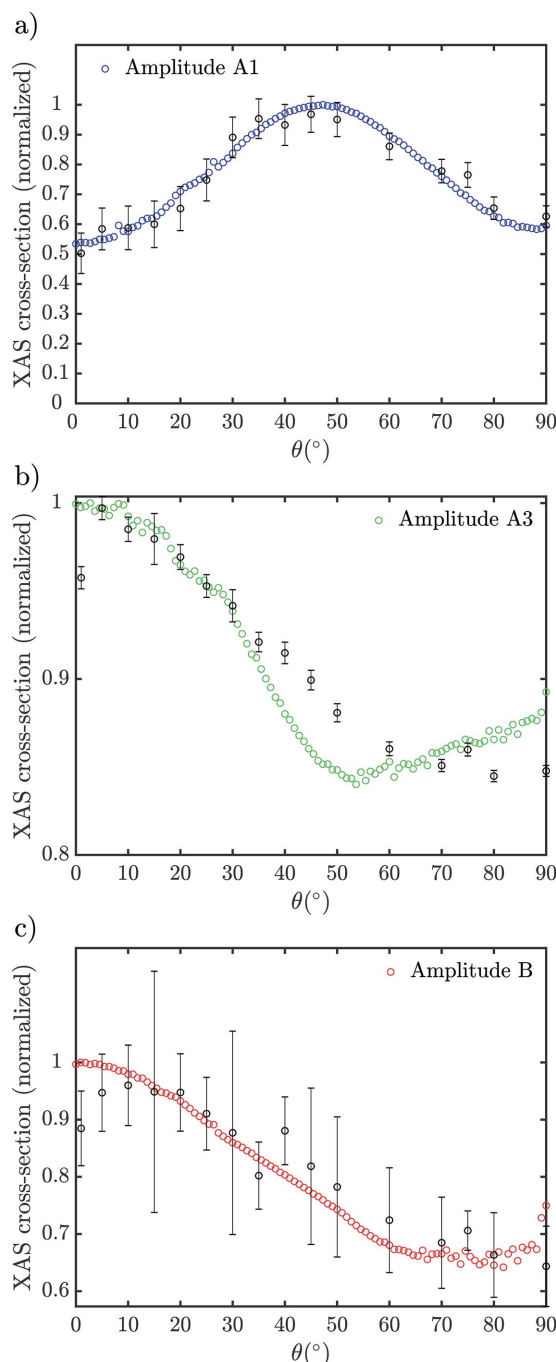 a)
Amplitude A1
XAS cross-section (normalized)
1
0.9
0.8
0.7
0.6
0.5
0.4
0.3
0.2
0.1
0
0 10 20 30 40 50 60 70 80 90
θ(°)
b)
Amplitude A3
XAS cross-section (normalized)
1
0.9
0.8
0 10 20 30 40 50 60 70 80 90
θ(°)
c)
Amplitude B
XAS cross-section (normalized)
1
0.9
0.8
0.7
0.6
0 10 20 30 40 50 60 70 80 90
θ(°)